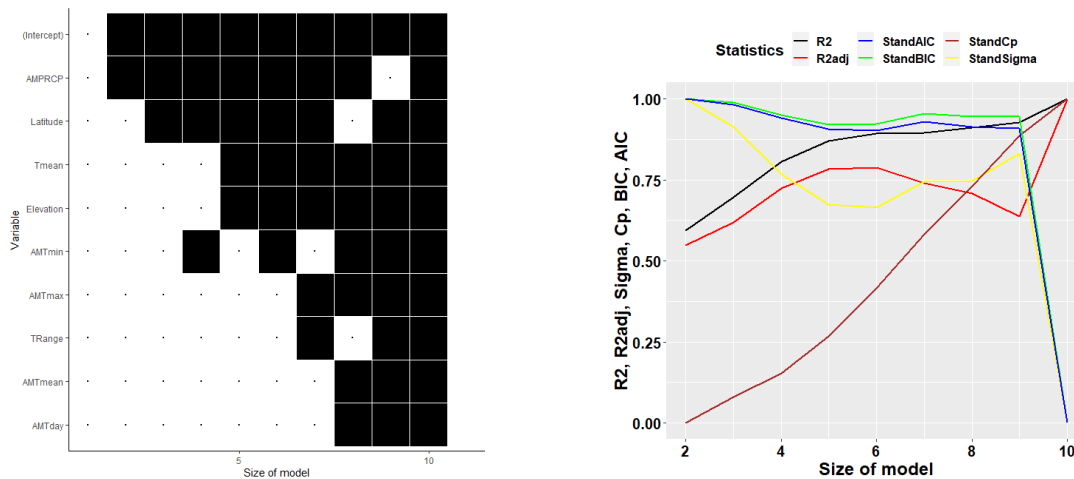 (Intercept)
AMPRCP
Latitude
Tmean
Elevation
AMTmin
AMTmax
TRange
AMTmean
AMTday
Variable
5
10
Size of model
Statistics
R2
StandAIC
StandCp
R2adj
StandBIC
StandSigma
R2, R2adj, Sigma, Cp, BIC, AIC
1.00
0.75
0.50
0.25
0.00
2
4
6
8
10
Size of model